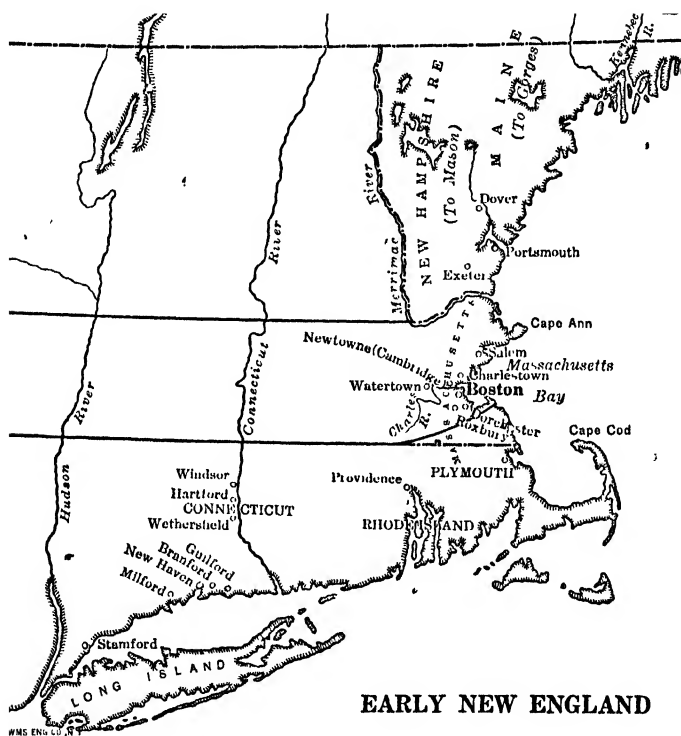 Kennebec
R.
MAINE
(To Gorges)
NEW HAMPSHIRE
(To Mason)
River
Merrimac
Dover
Portsmouth
Exeter
River
Connecticut
Cape Ann
Salem
Massachusetts
Bay
Newtowne (Cambridge
Charlestown
Watertown
Boston
MASSACHUSETTS
Charles
R.
Dorchester
Roxbury
Cape Cod
PLYMOUTH
River
Hudson
Windsor
Hartford
CONNECTICUT
Wethersfield
Providence
RHODE ISLAND
Guilford
Branford
New Haven
Milford
Stamford
LONG ISLAND
EARLY NEW ENGLAND
WMS ENG CO., N.Y.